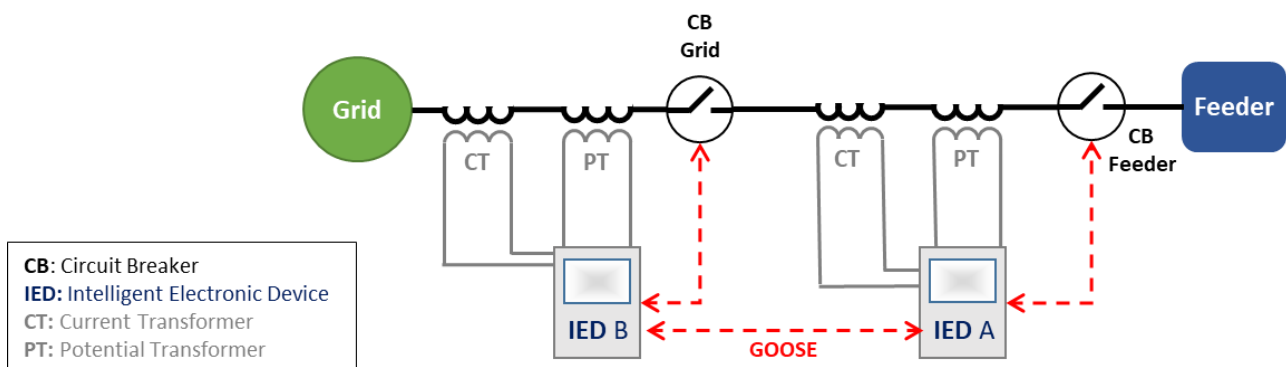 CB
Grid
Grid
Feeder
CT
PT
CT
PT
CB
Feeder
CB: Circuit Breaker
IED: Intelligent Electronic Device
CT: Current Transformer
PT: Potential Transformer
IED B
GOOSE
IED A